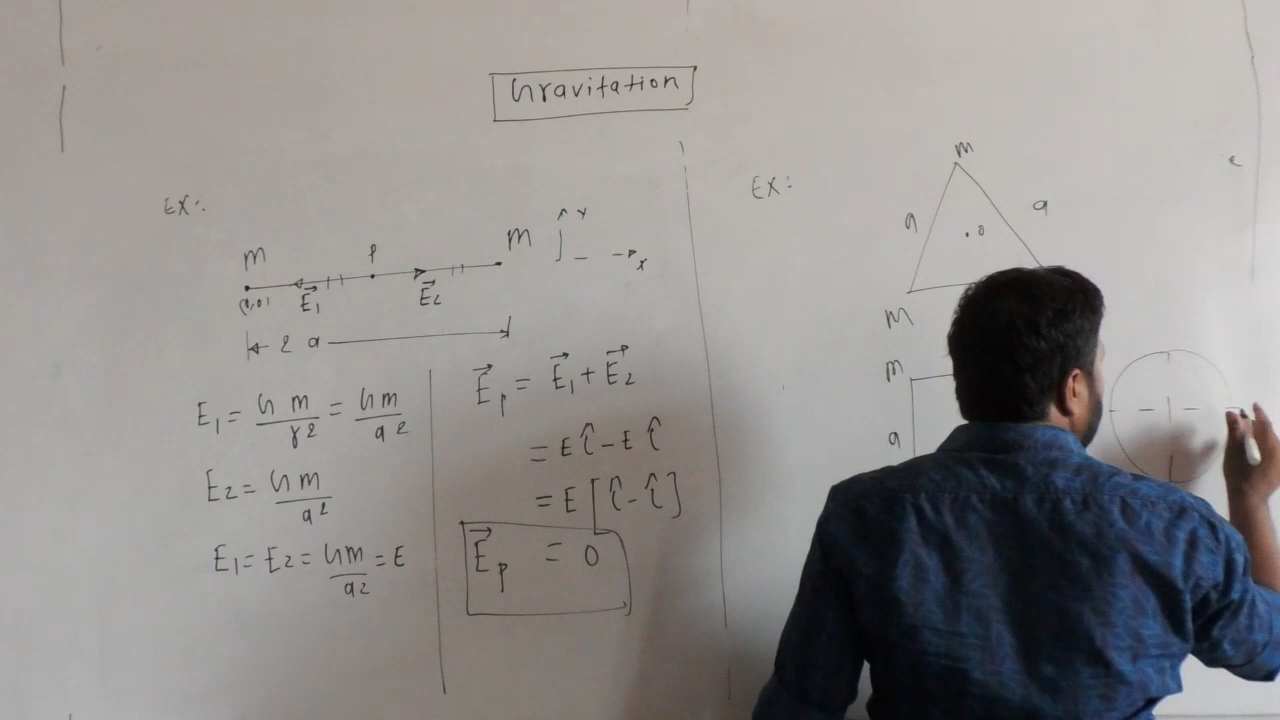 Gravitation
EX:
m P m Y
X
(0,0) E⃗₁ E⃗₂
2a
E₁ = Gm/r² = Gm/a²
E₂ = Gm/a²
E₁ = E₂ = Gm/a² = E
E⃗p = E⃗₁ + E⃗₂
= E î - E î
= E [î - î]
E⃗p = 0
EX:
m
a a
O
m
m
a